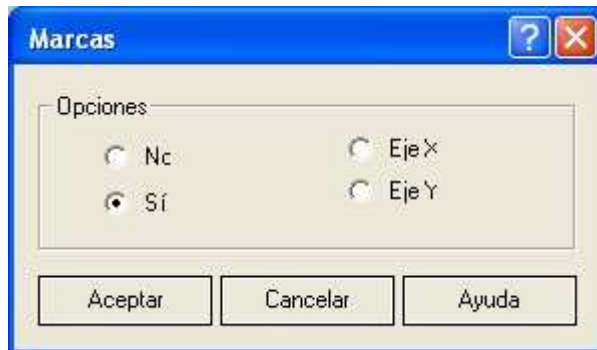 Marcas
Opciones
No
Eje X
Sí
Eje Y
Aceptar
Cancelar
Ayuda